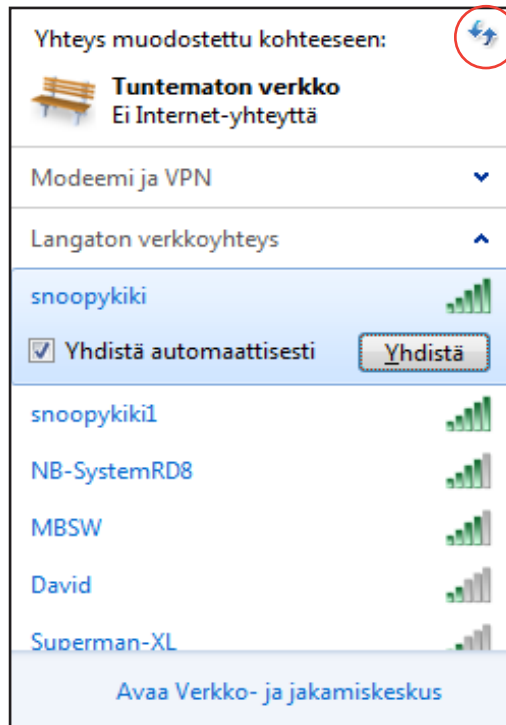 Yhteys muodostettu kohteeseen:
Tuntematon verkko
Ei Internet-yhteyttä
Modeemi ja VPN
Langaton verkkoyhteys
snoopykiki
Yhdistä automaattisesti
Yhdistä
snoopykiki1
NB-SystemRD8
MBSW
David
Superman-XL
Avaa Verkko- ja jakamiskeskus